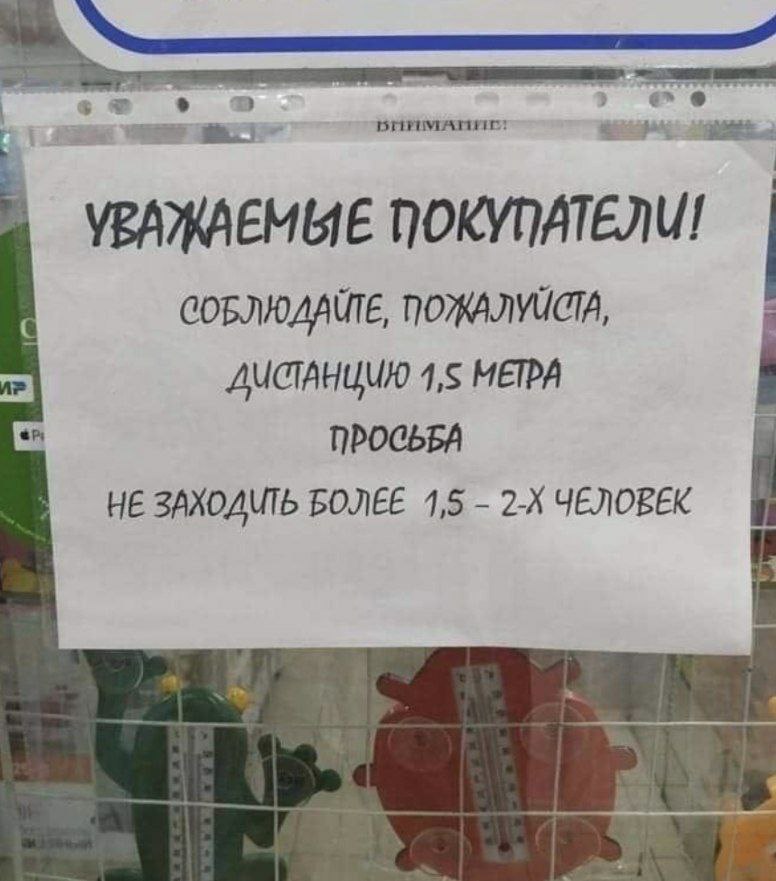 ВНИМАНИЕ!
УВАЖАЕМЫЕ ПОКУПАТЕЛИ!
СОБЛЮДАЙТЕ, ПОЖАЛУЙСТА,
ДИСТАНЦИЮ 1,5 МЕТРА
ПРОСЬБА
НЕ ЗАХОДИТЬ БОЛЕЕ 1,5 – 2-Х ЧЕЛОВЕК